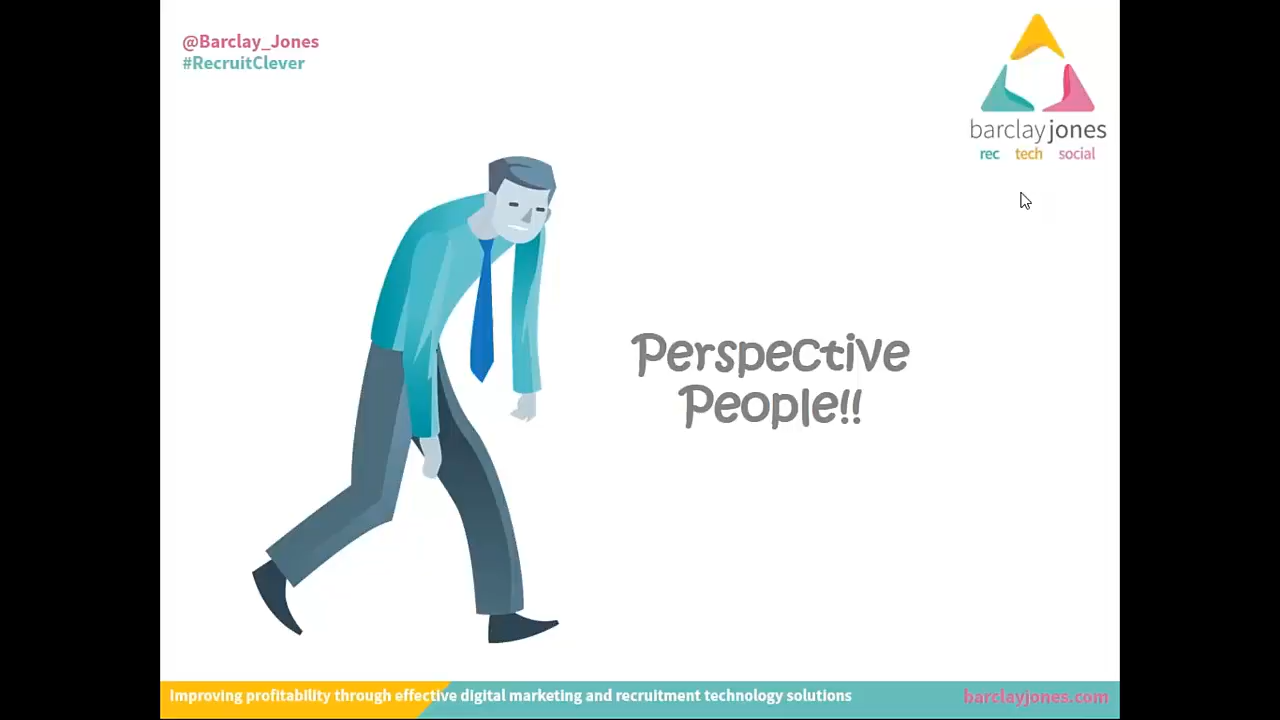 @Barclay_Jones
#RecruitClever
barclayjones
rec tech social
Perspective
People!!
Improving profitability through effective digital marketing and recruitment technology solutions
barclayjones.com